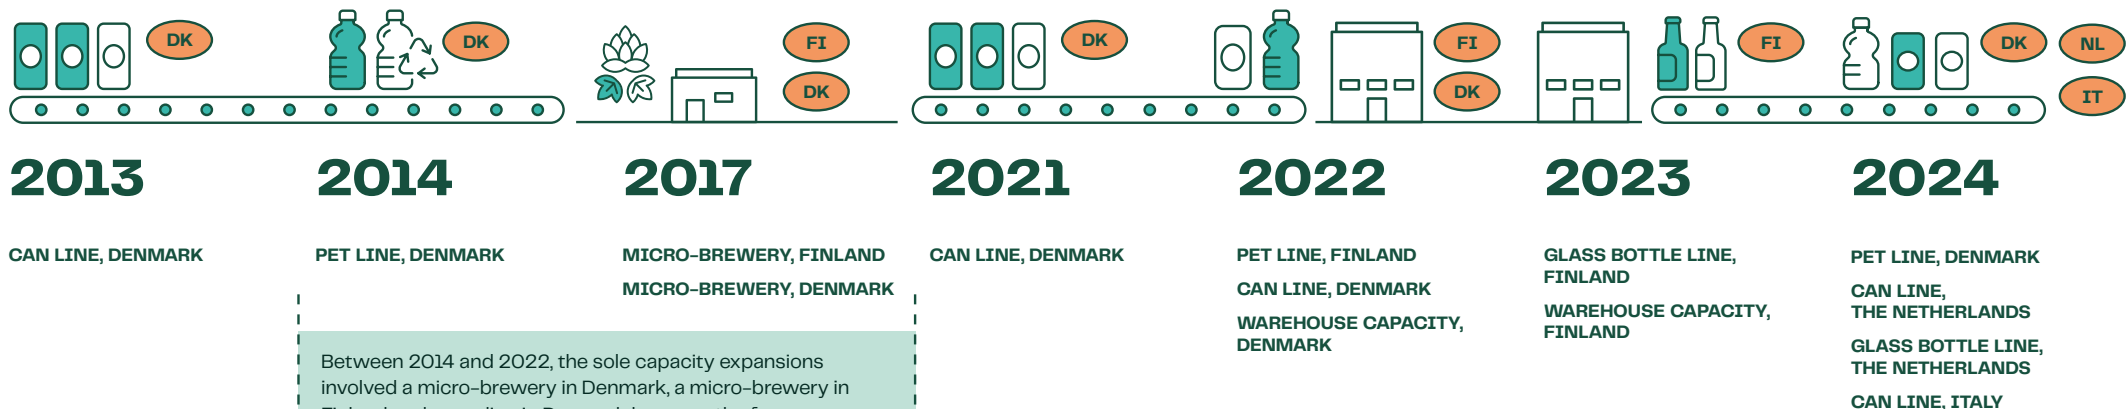 DK
DK
FI
DK
DK
FI
DK
FI
DK
NL
IT
2013
2014
2017
2021
2022
2023
2024
CAN LINE, DENMARK
PET LINE, DENMARK
MICRO-BREWERY, FINLAND
MICRO-BREWERY, DENMARK
CAN LINE, DENMARK
PET LINE, FINLAND
CAN LINE, DENMARK
WAREHOUSE CAPACITY,
DENMARK
GLASS BOTTLE LINE,
FINLAND
WAREHOUSE CAPACITY,
FINLAND
PET LINE, DENMARK
CAN LINE,
THE NETHERLANDS
GLASS BOTTLE LINE,
THE NETHERLANDS
CAN LINE, ITALY
Between 2014 and 2022, the sole capacity expansions
involved a micro-brewery in Denmark, a micro-brewery in